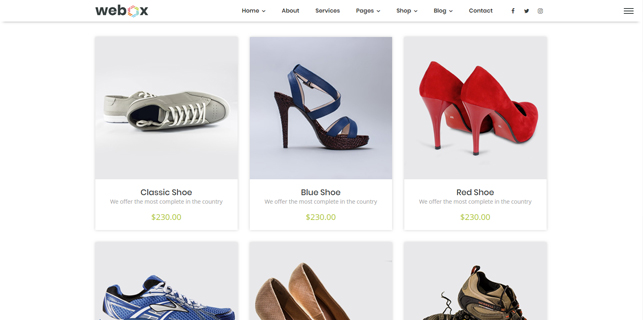 webox
Home About Services Pages Shop Blog Contact
Classic Shoe Blue Shoe Red Shoe
We offer the most complete in the country We offer the most complete in the country We offer the most complete in the country
$230.00 $230.00 $230.00